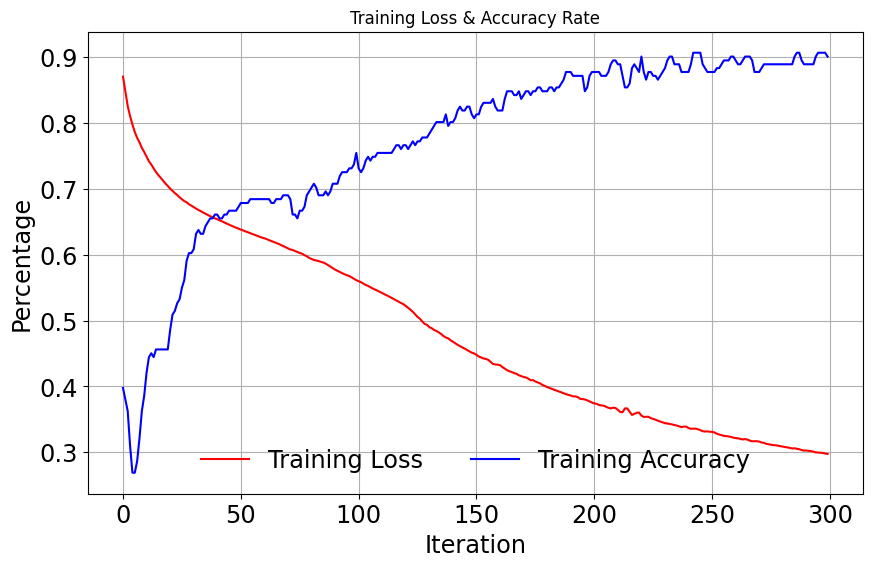 Training Loss & Accuracy Rate
0.9
0.8
0.7
0.6
0.5
0.4
0.3
Percentage
Training Loss
Training Accuracy
0 50 100 150 200 250 300
Iteration